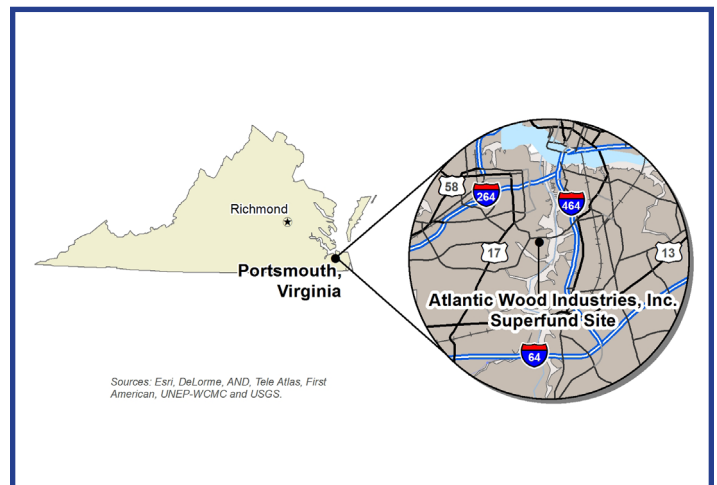 Richmond
Portsmouth,
Virginia
58
264
464
17
13
Atlantic Wood Industries, Inc.
Superfund Site
64
Sources: Esri, DeLorme, AND, Tele Atlas, First
American, UNEP-WCMC and USGS.